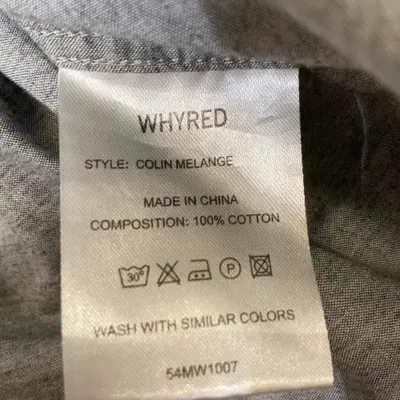 WHYRED
STYLE: COLIN MELANGE
MADE IN CHINA
COMPOSITION: 100% COTTON
30° P
WASH WITH SIMILAR COLORS
54MW1007